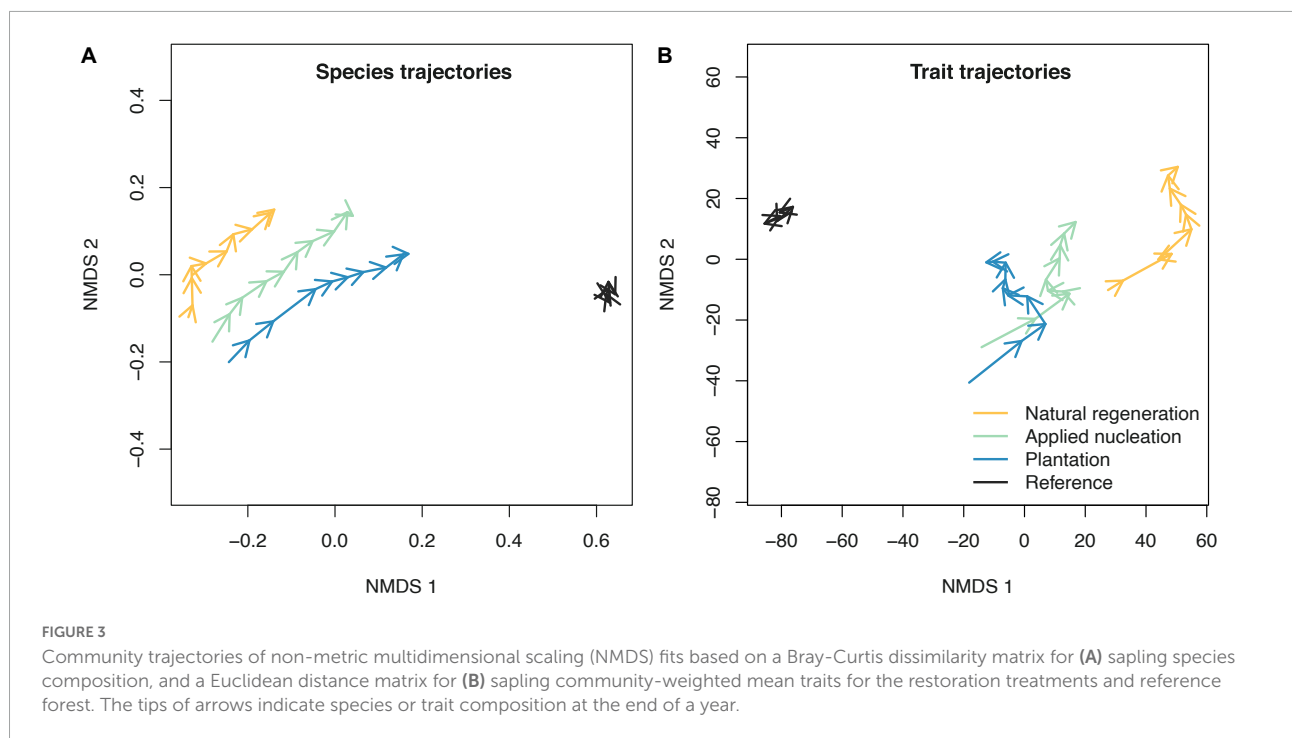 A
Species trajectories
0.4
0.2
0.0
−0.2
−0.4
NMDS 2
−0.2 0.0 0.2 0.4 0.6
NMDS 1
B
Trait trajectories
60
40
20
0
−20
−40
−60
−80
NMDS 2
Natural regeneration
Applied nucleation
Plantation
Reference
−80 −60 −40 −20 0 20 40 60
NMDS 1
FIGURE 3
Community trajectories of non-metric multidimensional scaling (NMDS) fits based on a Bray-Curtis dissimilarity matrix for (A) sapling species
composition, and a Euclidean distance matrix for (B) sapling community-weighted mean traits for the restoration treatments and reference
forest. The tips of arrows indicate species or trait composition at the end of a year.